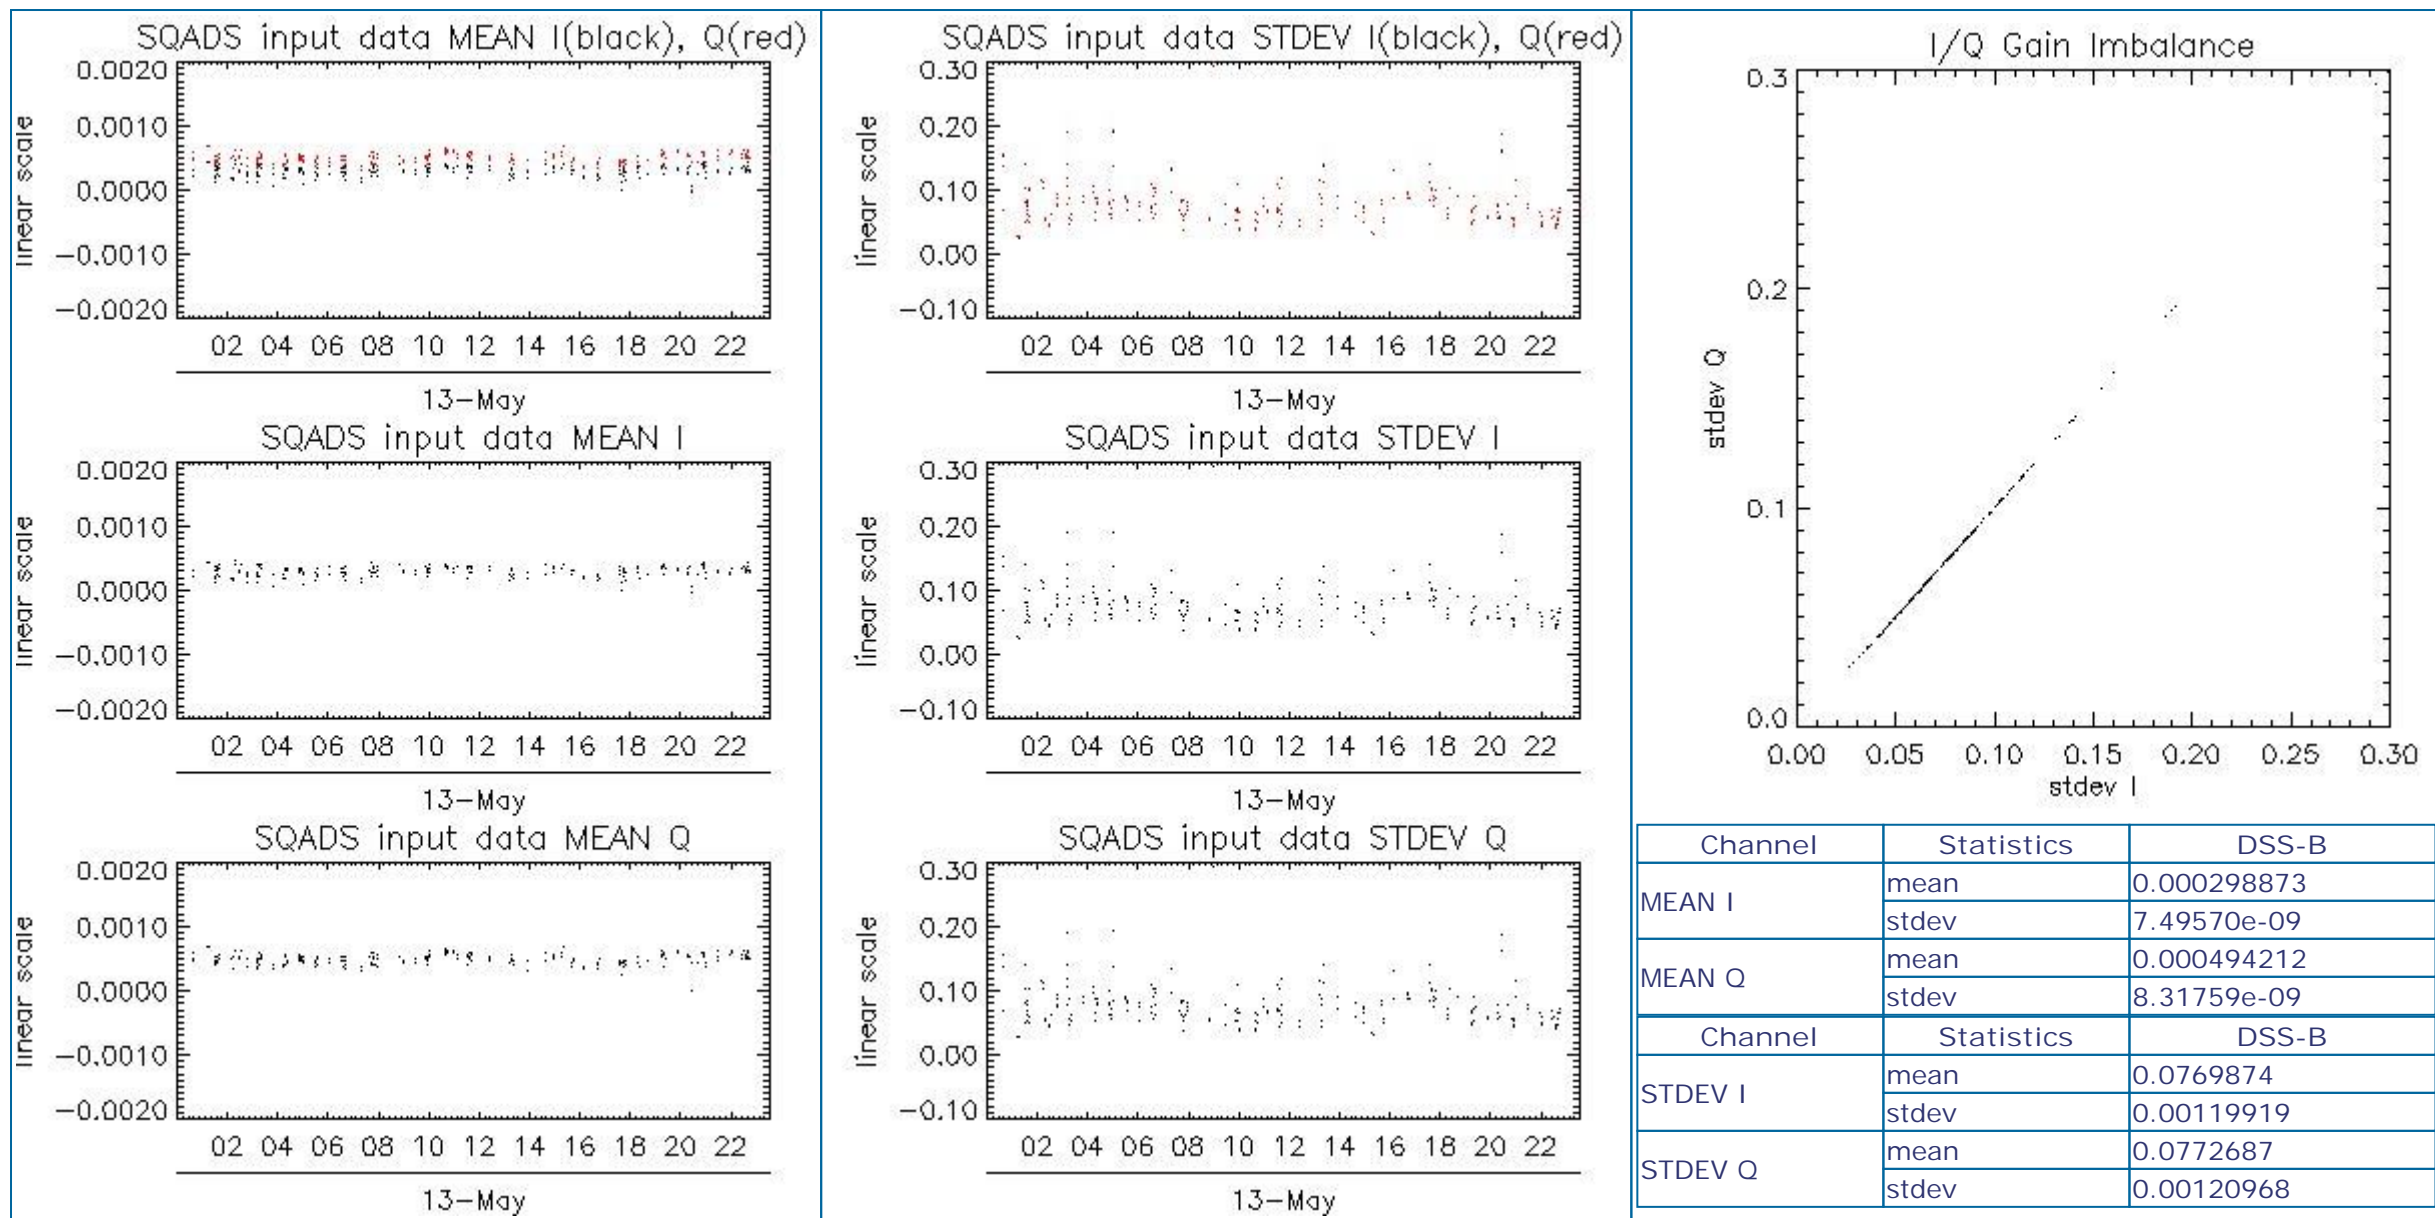 SQADS input data MEAN I(black), Q(red)
0.0020
0.0010
0.0000
-0.0010
-0.0020
linear scale
02 04 06 08 10 12 14 16 18 20 22
13-May
SQADS input data MEAN I
0.0020
0.0010
0.0000
-0.0010
-0.0020
linear scale
02 04 06 08 10 12 14 16 18 20 22
13-May
SQADS input data MEAN Q
0.0020
0.0010
0.0000
-0.0010
-0.0020
linear scale
02 04 06 08 10 12 14 16 18 20 22
13-May
SQADS input data STDEV I(black), Q(red)
0.30
0.20
0.10
0.00
-0.10
linear scale
02 04 06 08 10 12 14 16 18 20 22
13-May
SQADS input data STDEV I
0.30
0.20
0.10
0.00
-0.10
linear scale
02 04 06 08 10 12 14 16 18 20 22
13-May
SQADS input data STDEV Q
0.30
0.20
0.10
0.00
-0.10
linear scale
02 04 06 08 10 12 14 16 18 20 22
13-May
I/Q Gain Imbalance
0.3
0.2
0.1
0.0
stdev Q
0.00 0.05 0.10 0.15 0.20 0.25 0.30
stdev I
Channel Statistics DSS-B
MEAN I mean 0.000298873
stdev 7.49570e-09
MEAN Q mean 0.000494212
stdev 8.31759e-09
Channel Statistics DSS-B
STDEV I mean 0.0769874
stdev 0.00119919
STDEV Q mean 0.0772687
stdev 0.00120968